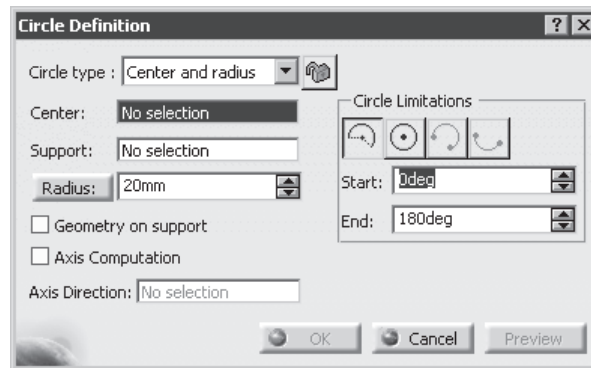 Circle Definition
Circle type : Center and radius
Center: No selection
Support: No selection
Radius: 20mm
Geometry on support
Axis Computation
Axis Direction: No selection
Circle Limitations
Start: 0deg
End: 180deg
OK Cancel Preview